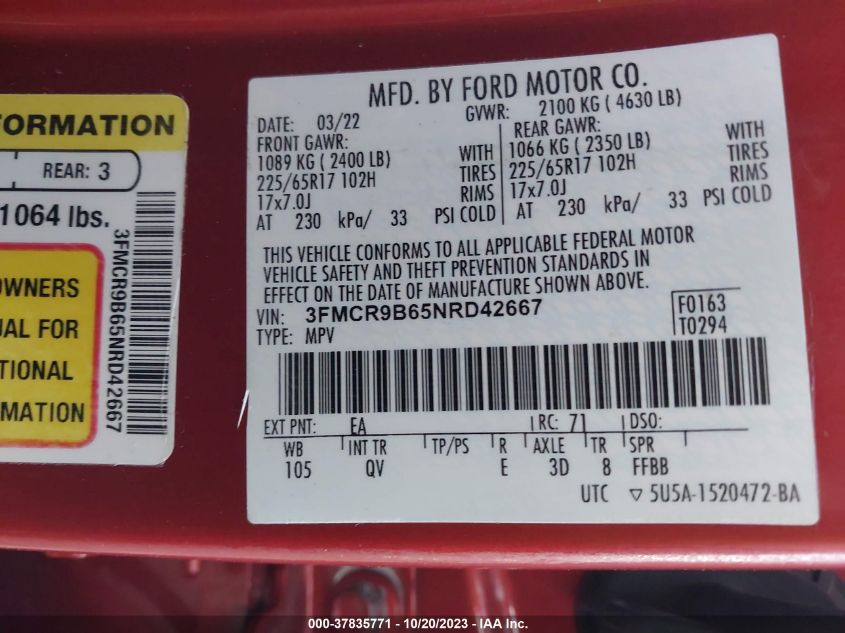 FORMATION
REAR: 3
1064 lbs.
OWNERS
UAL FOR
TIONAL
MATION
3FMCR9B65NRD42667
MFD. BY FORD MOTOR CO.
DATE: 03/22 GVWR: 2100 KG ( 4630 LB)
FRONT GAWR: REAR GAWR:
1089 KG ( 2400 LB) WITH 1066 KG ( 2350 LB) WITH
225/65R17 102H TIRES 225/65R17 102H TIRES
17x7.0J RIMS 17x7.0J RIMS
AT 230 kPa/ 33 PSI COLD AT 230 kPa/ 33 PSI COLD
THIS VEHICLE CONFORMS TO ALL APPLICABLE FEDERAL MOTOR
VEHICLE SAFETY AND THEFT PREVENTION STANDARDS IN
EFFECT ON THE DATE OF MANUFACTURE SHOWN ABOVE.
VIN: 3FMCR9B65NRD42667 F0163
TYPE: MPV T0294
EXT PNT: EA RC: 71 DSO:
WB INT TR TP/PS R AXLE TR SPR
105 QV E 3D 8 FFBB
UTC ▽ 5U5A-1520472-BA
000-37835771 - 10/20/2023 - IAA Inc.